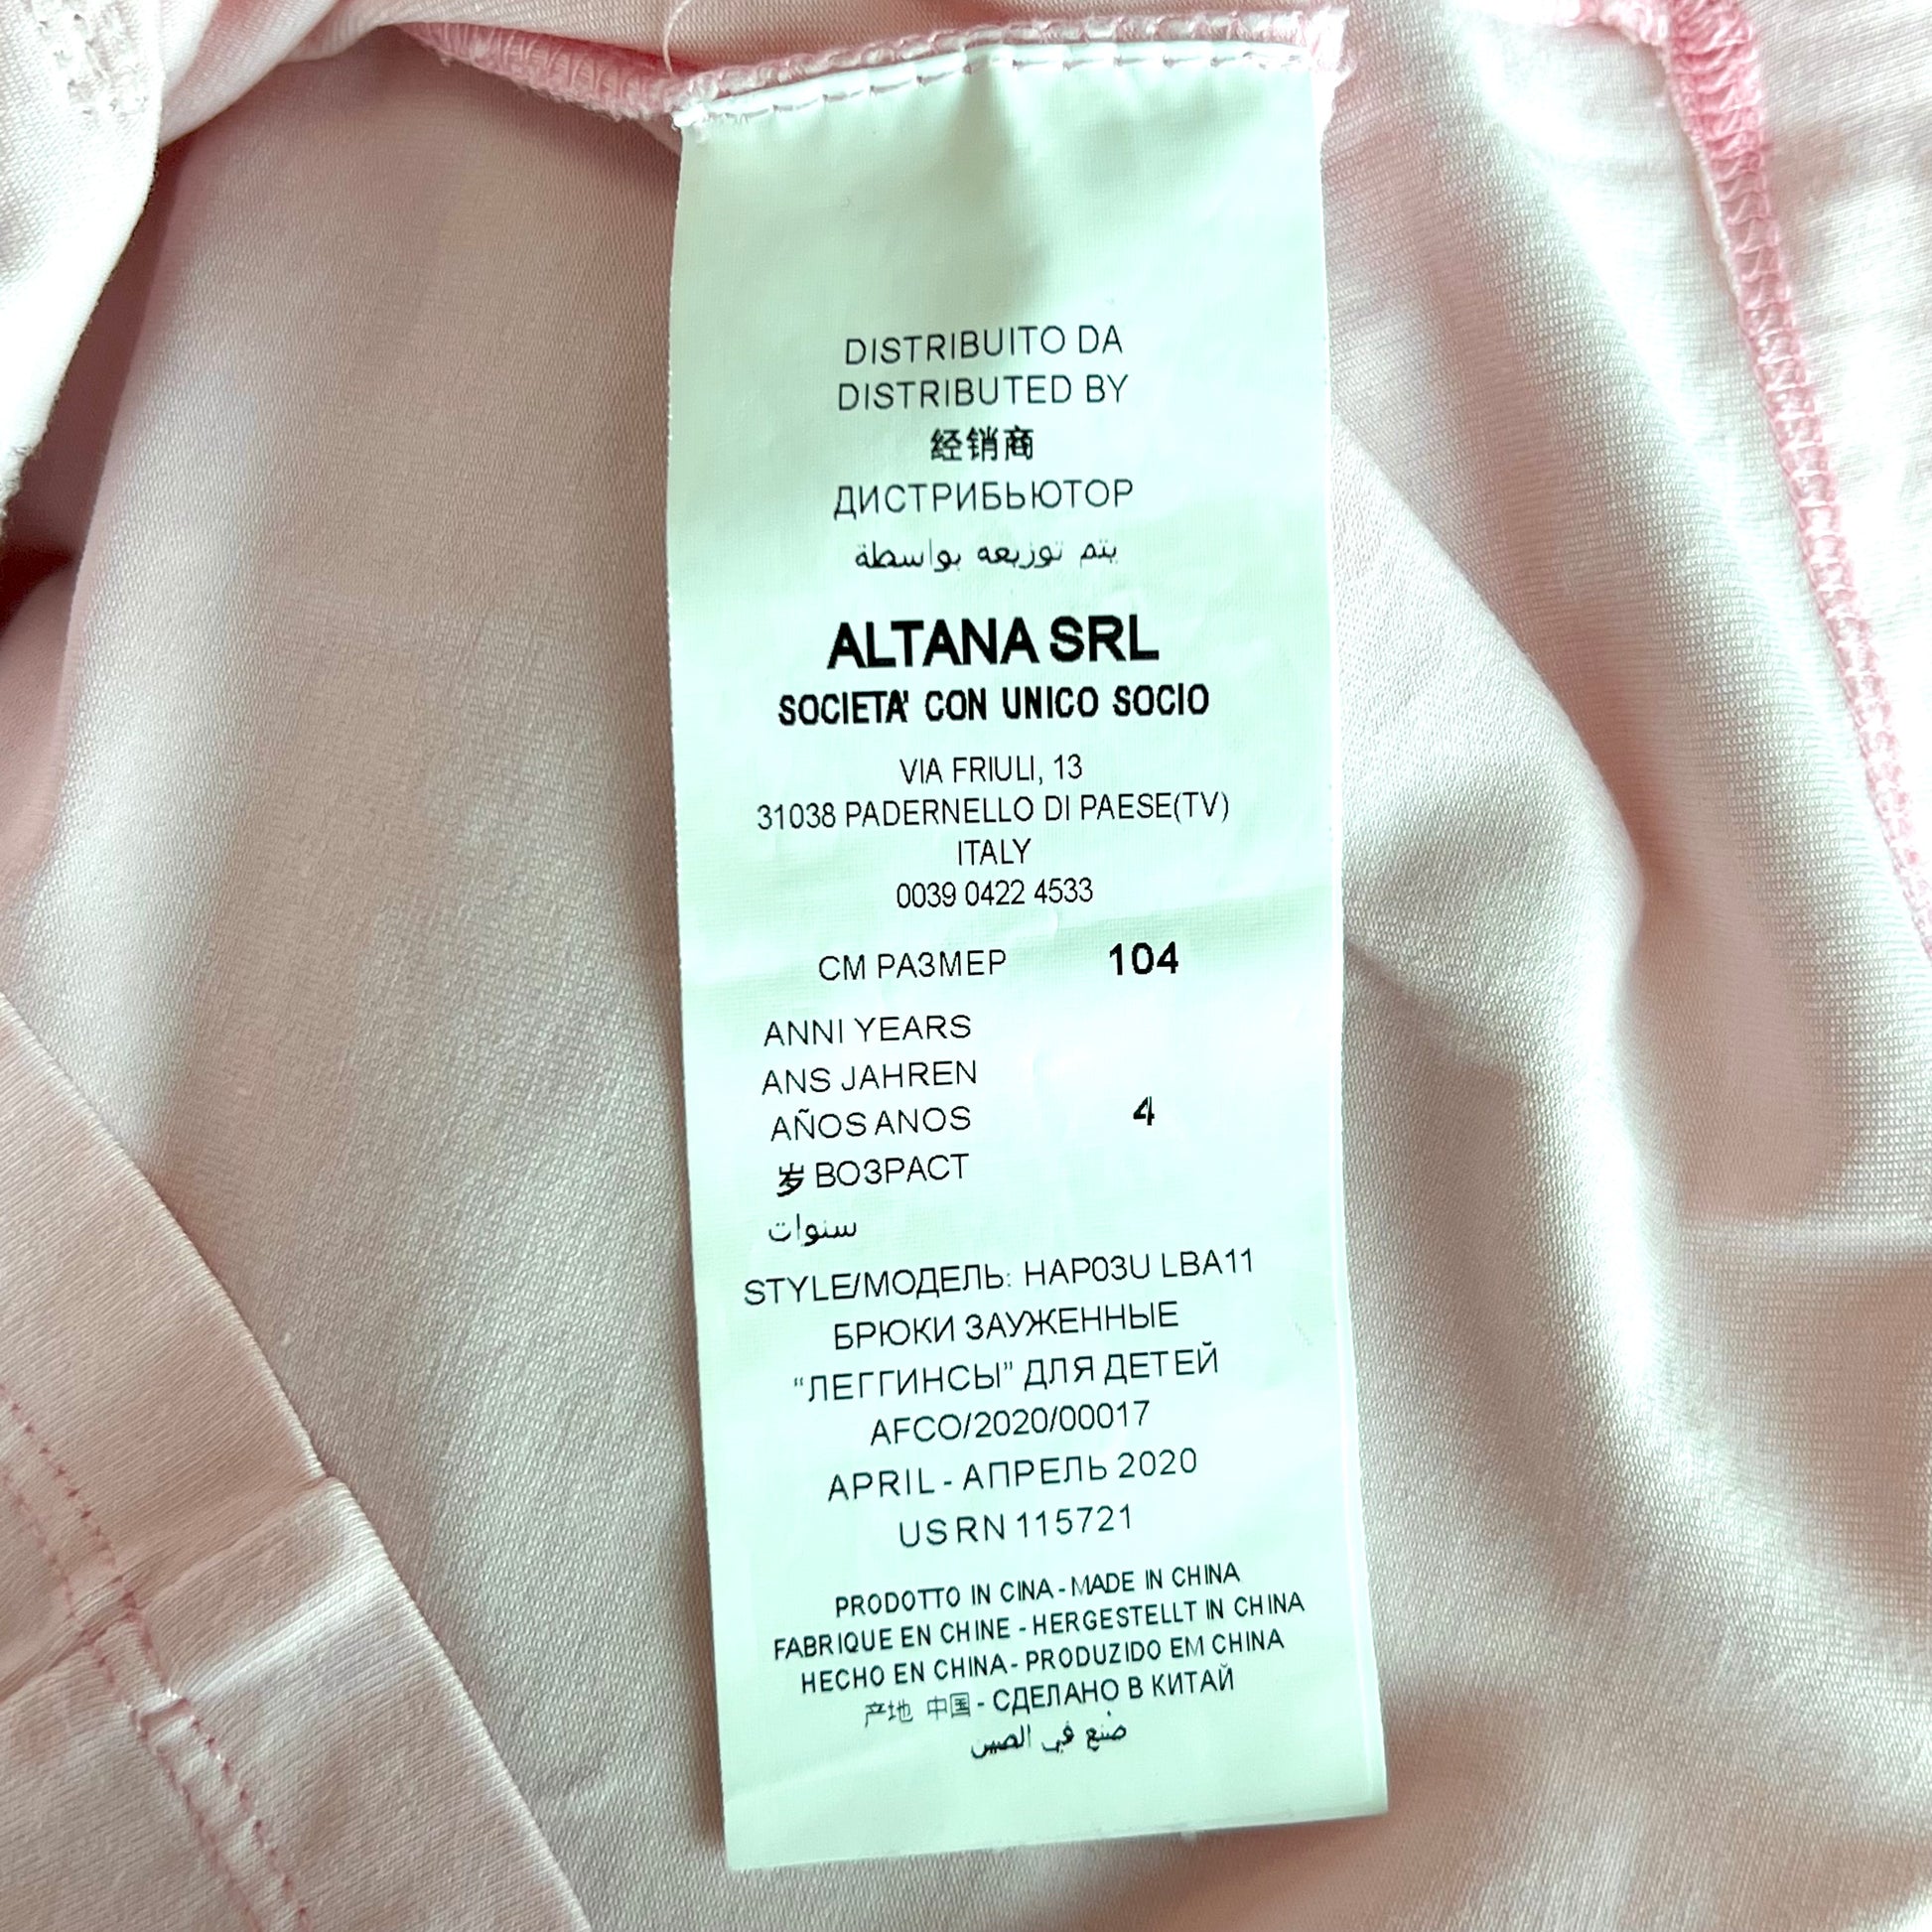 DISTRIBUITO DA
DISTRIBUTED BY
经销商
ДИСТРИБЬЮТОР
يتم توزيعه بواسطة
ALTANA SRL
SOCIETA' CON UNICO SOCIO
VIA FRIULI, 13
31038 PADERNELLO DI PAESE(TV)
ITALY
0039 0422 4533
СМ РАЗМЕР 104
ANNI YEARS
ANS JAHREN
AÑOS ANOS 4
岁 ВОЗРАСТ
سنوات
STYLE/МОДЕЛЬ: HAP03U LBA11
БРЮКИ ЗАУЖЕННЫЕ
“ЛЕГГИНСЫ” ДЛЯ ДЕТЕЙ
AFCO/2020/00017
APRIL - АПРЕЛЬ 2020
US RN 115721
PRODOTTO IN CINA - MADE IN CHINA
FABRIQUE EN CHINE - HERGESTELLT IN CHINA
HECHO EN CHINA - PRODUZIDO EM CHINA
产地 中国 - СДЕЛАНО В КИТАЙ
صُنع في الصين